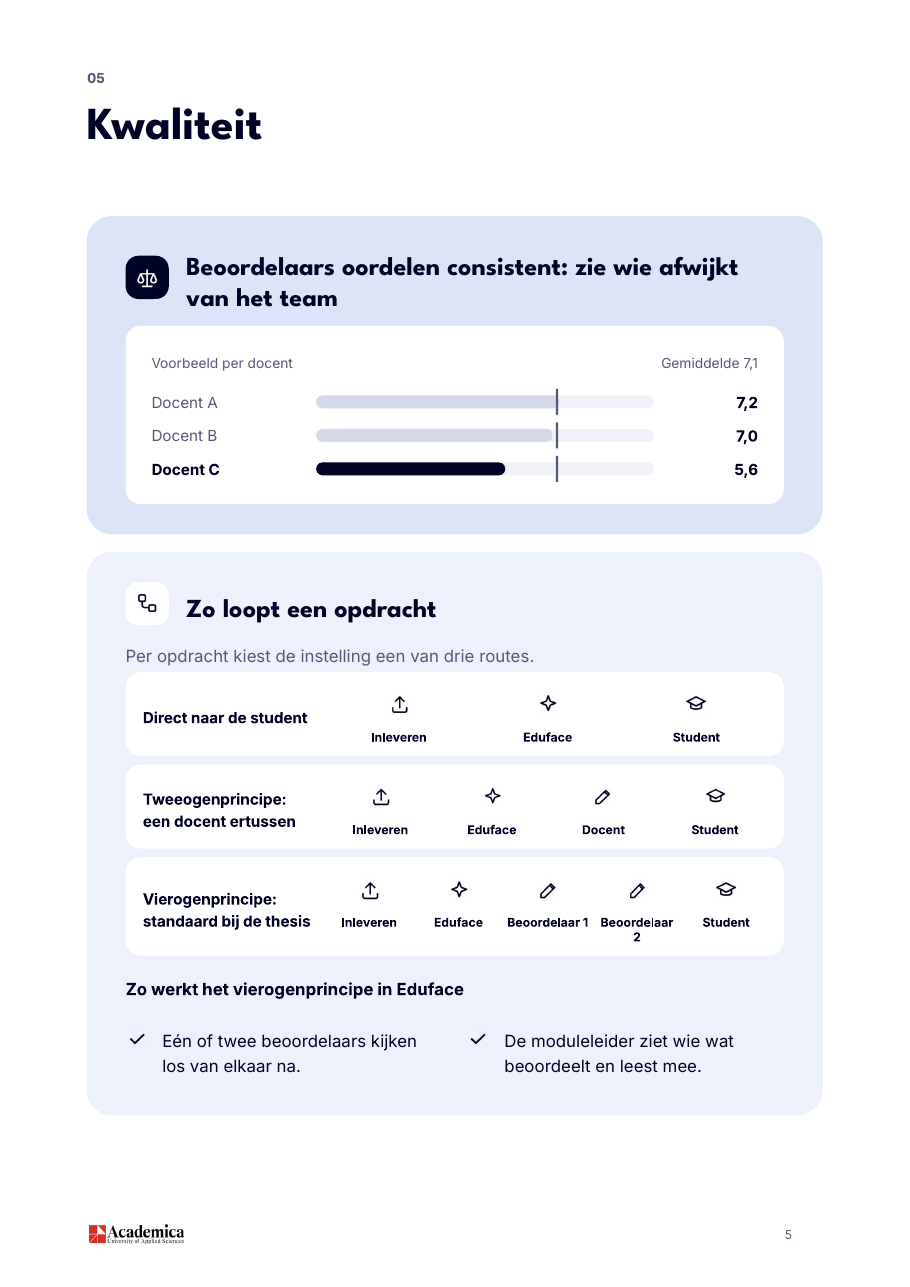 05
Kwaliteit
Beoordelaars oordelen consistent: zie wie afwijkt
van het team
Voorbeeld per docent
Gemiddelde 7,1
Docent A 7,2
Docent B 7,0
Docent C 5,6
Zo loopt een opdracht
Per opdracht kiest de instelling een van drie routes.
Direct naar de student
Inleveren Eduface Student
Tweeogenprincipe:
een docent ertussen
Inleveren Eduface Docent Student
Vierogenprincipe:
standaard bij de thesis
Inleveren Eduface Beoordelaar 1 Beoordelaar
2
Student
Zo werkt het vierogenprincipe in Eduface
Eén of twee beoordelaars kijken
los van elkaar na.
De moduleleider ziet wie wat
beoordeelt en leest mee.
Academica
University of Applied Sciences
5